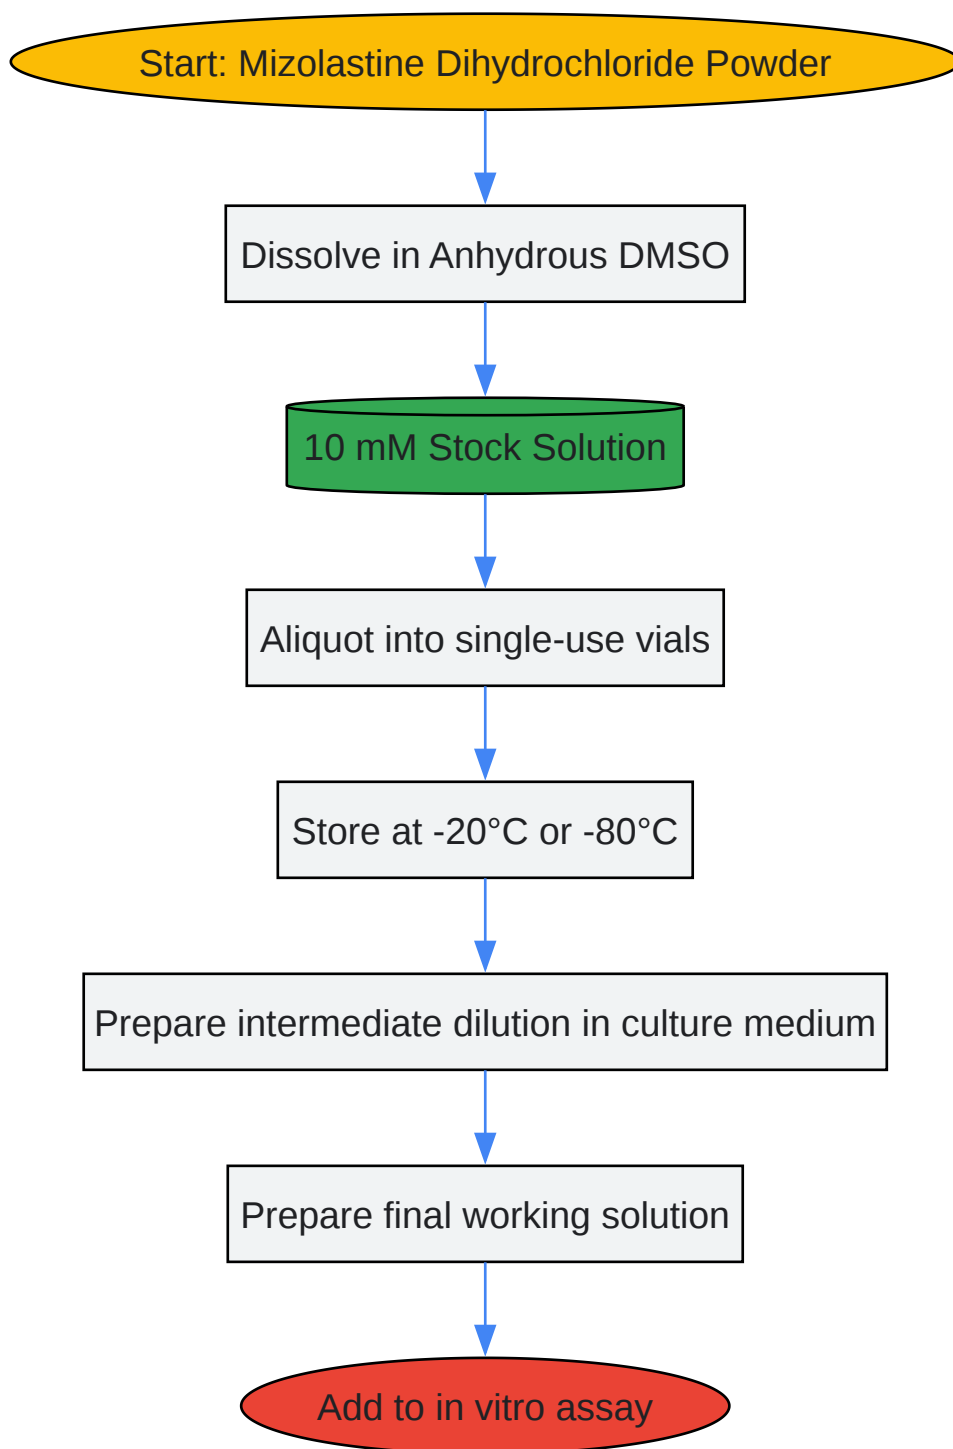 Start: Mizolastine Dihydrochloride Powder
Dissolve in Anhydrous DMSO
10 mM Stock Solution
Aliquot into single-use vials
Store at -20°C or -80°C
Prepare intermediate dilution in culture medium
Prepare final working solution
Add to in vitro assay